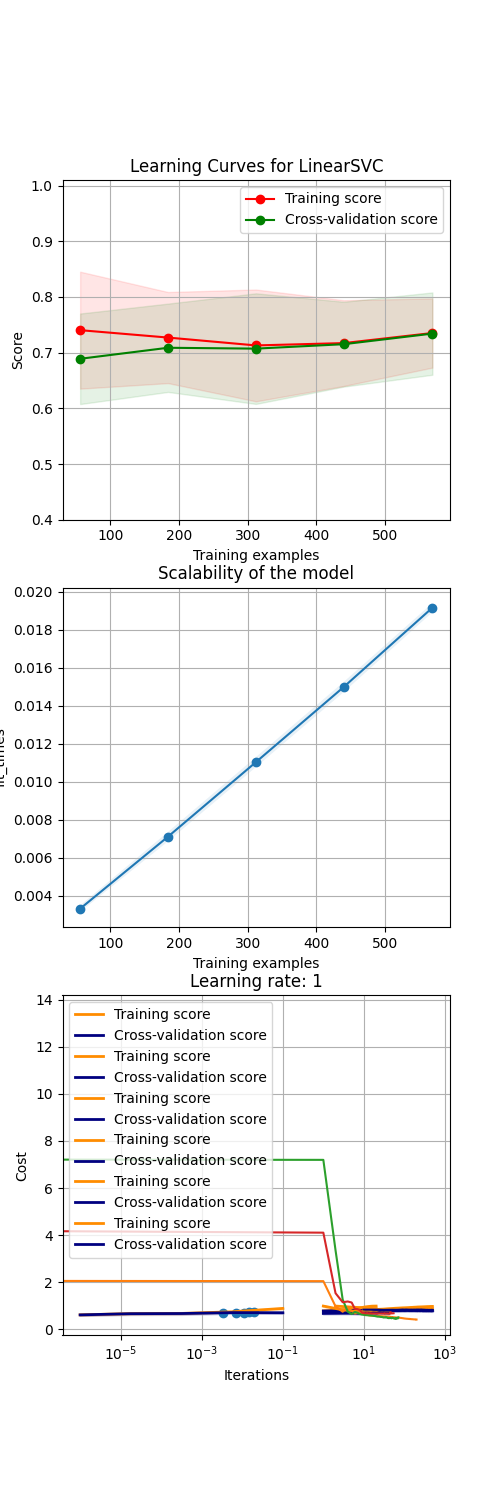 Learning Curves for LinearSVC
1.0
0.9
0.8
0.7
0.6
0.5
0.4
Score
Training score
Cross-validation score
100
200
300
400
500
Training examples
Scalability of the model
0.020
0.018
0.016
0.014
0.012
0.010
0.008
0.006
0.004
100
200
300
400
500
Training examples
Learning rate: 1
14
12
10
8
6
4
2
0
Cost
Training score
Cross-validation score
Training score
Cross-validation score
Training score
Cross-validation score
Training score
Cross-validation score
Training score
Cross-validation score
Training score
Cross-validation score
10⁻⁵
10⁻³
10⁻¹
10¹
10³
Iterations